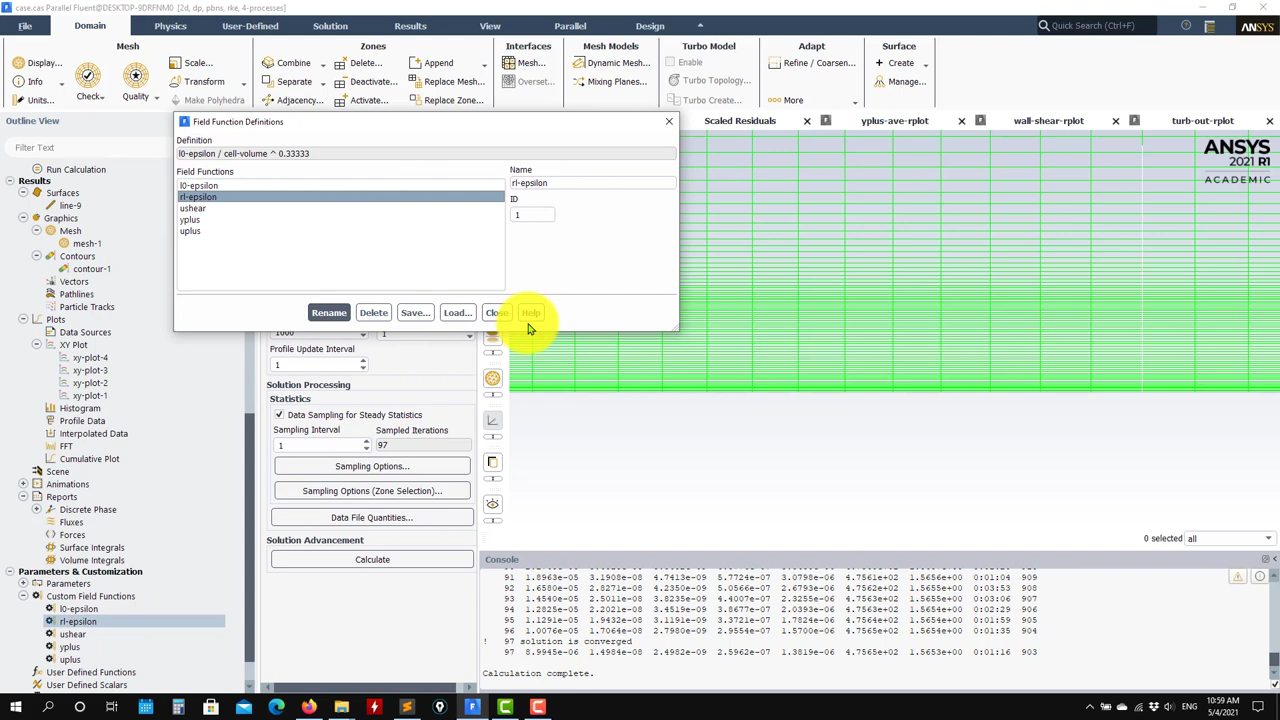 case.cas Parallel Fluent@DESKTOP-9DRFNM0 [2d, dp, pbns, rke, 4-processes]
File Domain Physics User-Defined Solution Results View Parallel Design Quick Search (Ctrl+F) ANSYS
Mesh Zones Interfaces Mesh Models Turbo Model Adapt Surface
Display... Scale... Combine Delete... Append Mesh... Dynamic Mesh... Enable Refine / Coarsen... Create
Info Check Quality Transform Separate Deactivate... Replace Mesh... Overset... Mixing Planes... Turbo Topology... Manage...
Units... Make Polyhedra Adjacency... Activate... Replace Zone... Turbo Create... More
Outline View
Filter Text
Run Calculation
Results
Surfaces
line-9
Graphics
Mesh
mesh-1
Contours
contour-1
Vectors
Pathlines
Particle Tracks
Plots
Data Sources
XY Plot
xy-plot-4
xy-plot-3
xy-plot-2
xy-plot-1
Histogram
Profile Data
Interpolated Data
FFT
Cumulative Plot
Scene
Animations
Reports
Discrete Phase
Fluxes
Forces
Surface Integrals
Volume Integrals
Parameters & Customization
Parameters
Custom Field Functions
l0-epsilon
rl-epsilon
ushear
yplus
uplus
User Defined Functions
User Defined Scalars
Field Function Definitions
Definition
l0-epsilon / cell-volume ^ 0.33333
Field Functions
l0-epsilon
rl-epsilon
ushear
yplus
uplus
Name
rl-epsilon
ID
1
Rename Delete Save... Load... Close Help
1000 1
Profile Update Interval
1
Solution Processing
Statistics
Data Sampling for Steady Statistics
Sampling Interval Sampled Iterations
1 97
Sampling Options...
Sampling Options (Zone Selection)...
Data File Quantities...
Solution Advancement
Calculate
Scaled Residuals yplus-ave-rplot wall-shear-rplot turb-out-rplot
ANSYS
2021 R1
ACADEMIC
0 selected all
Console
91 1.8963e-05 3.1908e-08 4.7413e-09 5.7724e-07 3.0798e-06 4.7562e+02 1.5656e+00 0:01:04 909
92 1.6580e-05 2.8271e-08 4.2350e-09 5.0566e-07 2.6797e-06 4.7563e+02 1.5655e+00 0:03:53 908
93 1.4540e-05 2.5011e-08 3.8235e-09 4.4007e-07 2.3255e-06 4.7563e+02 1.5655e+00 0:03:06 907
94 1.2825e-05 2.2104e-08 3.4519e-09 3.8677e-07 2.0393e-06 4.7564e+02 1.5654e+00 0:02:29 906
95 1.1291e-05 1.9432e-08 3.1119e-09 3.3721e-07 1.7824e-06 4.7564e+02 1.5654e+00 0:01:59 905
96 1.0076e-05 1.7064e-08 2.7980e-09 2.9554e-07 1.5700e-06 4.7564e+02 1.5654e+00 0:01:35 904
! 97 solution is converged
97 8.9945e-06 1.4984e-08 2.4982e-09 2.5962e-07 1.3819e-06 4.7565e+02 1.5653e+00 0:01:16 903
Calculation complete.
ENG
10:59 AM
5/4/2021